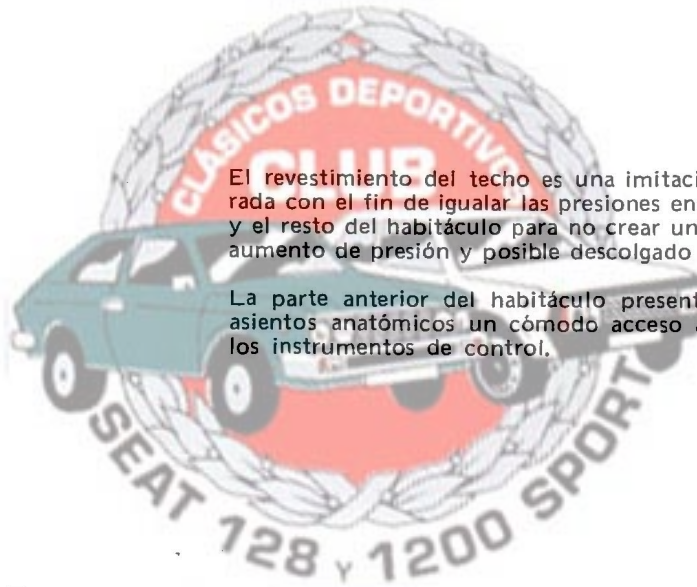 CLÁSICOS DEPORTIVOS
CLUB
El revestimiento del techo es una
rada con el fin de igualar las presiones en
y el resto del habitáculo para no crear un
aumento de presión y posible descolgado
La parte anterior del habitáculo
asientos anatómicos un cómodo acceso
los instrumentos de control.
SEAT 128 Y 1200 SPORT